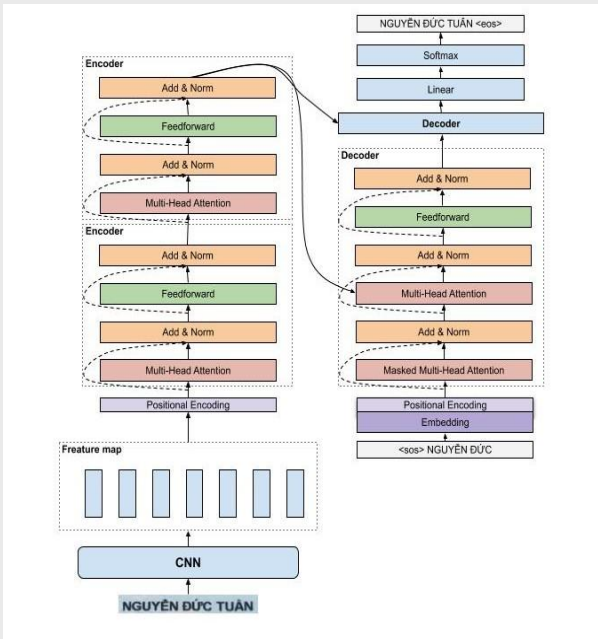 Encoder
Add & Norm
Feedforward
Add & Norm
Multi-Head Attention
Encoder
Add & Norm
Feedforward
Add & Norm
Multi-Head Attention
Positional Encoding
Freature map
CNN
NGUYỄN ĐỨC TUẤN
NGUYỄN ĐỨC TUẤN <eos>
Softmax
Linear
Decoder
Decoder
Add & Norm
Feedforward
Add & Norm
Multi-Head Attention
Add & Norm
Masked Multi-Head Attention
Positional Encoding
Embedding
<sos> NGUYỄN ĐỨC